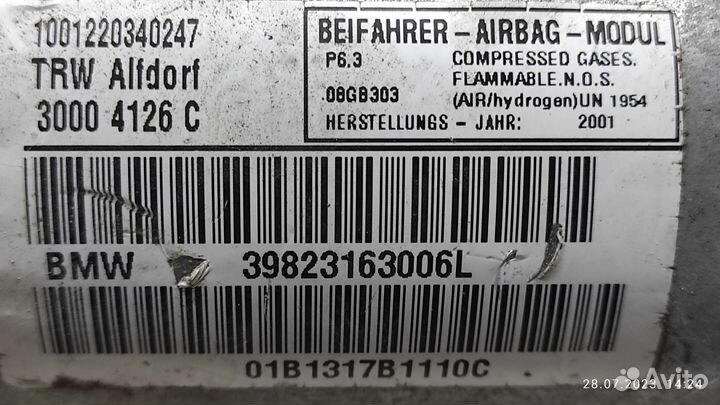 1001220340247
TRW Alfdorf
3000 4126 C
BEIFAHRER - AIRBAG - MODUL
P6.3 COMPRESSED GASES.
FLAMMABLE.N.O.S.
08GB303 (AIR/hydrogen)UN 1954
HERSTELLUNGS - JAHR: 2001
BMW 39823163006L
01B1317B1110C
28.07.2023 14:24
Avito